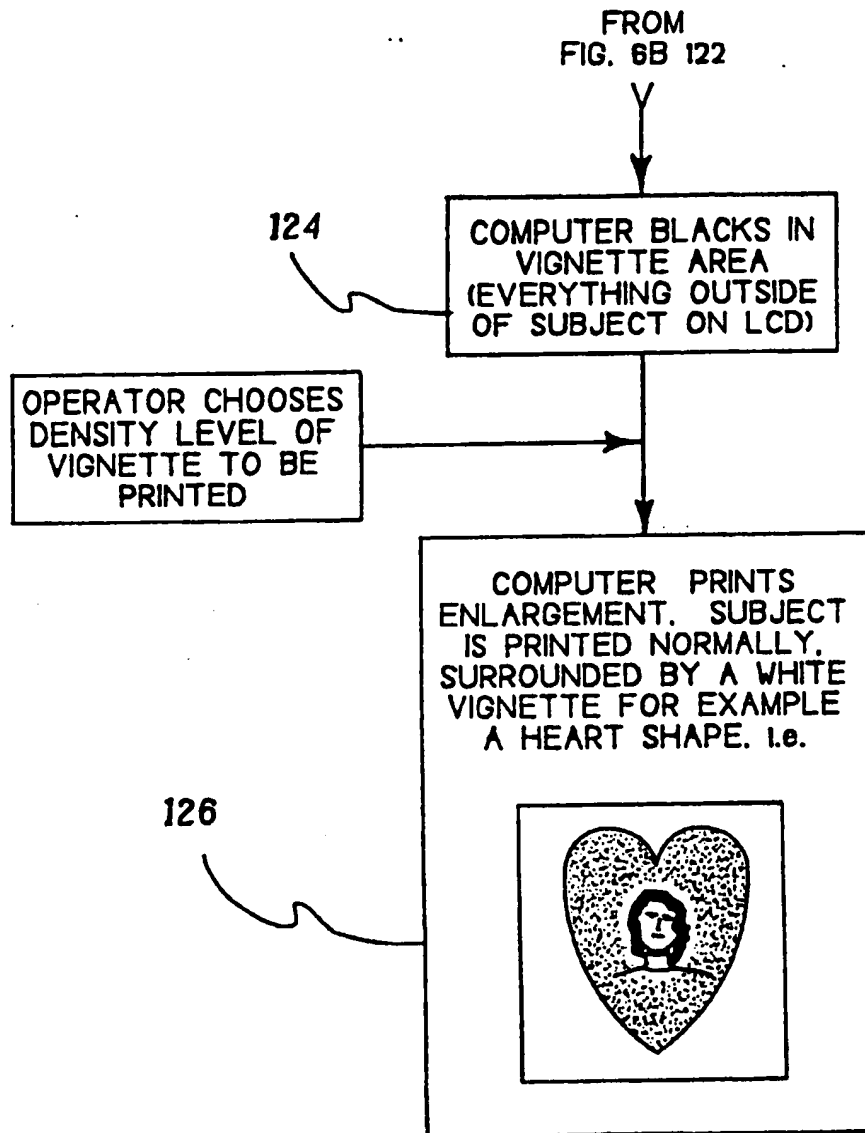 FROM
FIG. 6B 122
124
COMPUTER BLACKS IN
VIGNETTE AREA
(EVERYTHING OUTSIDE
OF SUBJECT ON LCD)
OPERATOR CHOOSES
DENSITY LEVEL OF
VIGNETTE TO BE
PRINTED
COMPUTER PRINTS
ENLARGEMENT. SUBJECT
IS PRINTED NORMALLY,
SURROUNDED BY A WHITE
VIGNETTE FOR EXAMPLE
A HEART SHAPE. i.e.
126